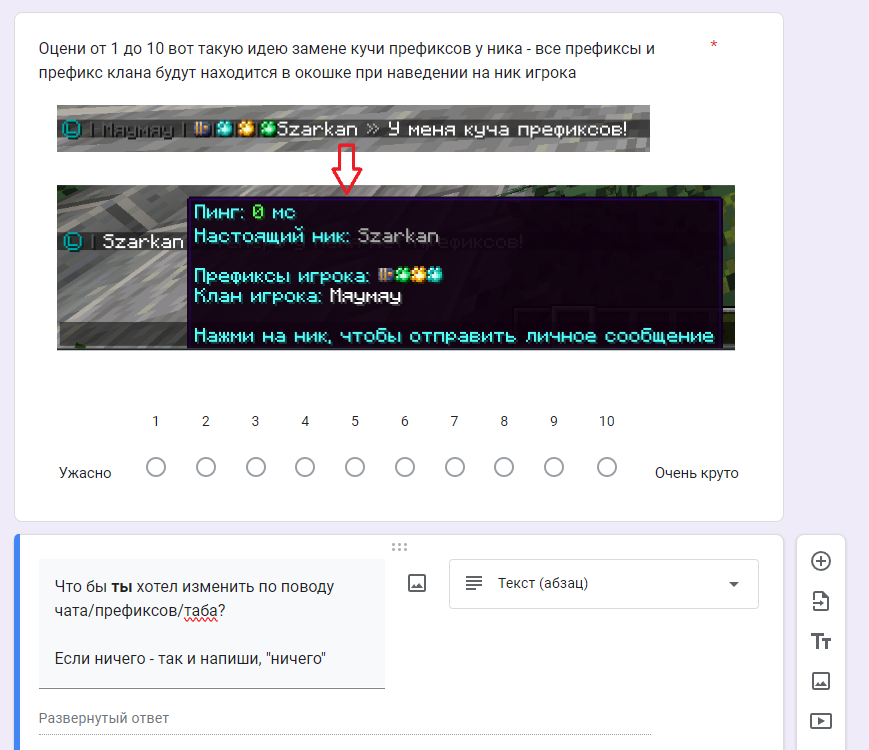 Оцени от 1 до 10 вот такую идею замене кучи префиксов у ника - все префиксы и *
префикс клана будут находится в окошке при наведении на ник игрока
L | Мяумяу | Szarkan » У меня куча префиксов!
Пинг: 0 мс
L | Szarkan Настоящий ник: Szarkan фиксов!
Префиксы игрока:
Клан игрока: Мяумяу
Нажми на ник, чтобы отправить личное сообщение
1 2 3 4 5 6 7 8 9 10
Ужасно Очень круто
Что бы ты хотел изменить по поводу
чата/префиксов/таба?
Если ничего - так и напиши, "ничего"
Текст (абзац)
Развернутый ответ
Tт